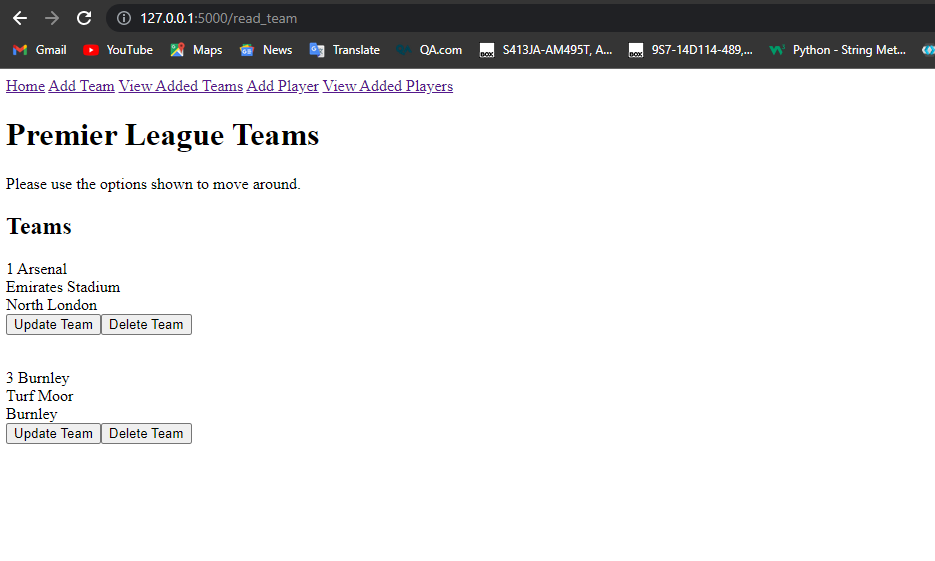 127.0.0.1:5000/read_team
Gmail YouTube Maps News Translate QA.com BOX S413JA-AM495T, A... BOX 9S7-14D114-489,... Python - String Met...
Home Add Team View Added Teams Add Player View Added Players
Premier League Teams
Please use the options shown to move around.
Teams
1 Arsenal
Emirates Stadium
North London
Update Team Delete Team
3 Burnley
Turf Moor
Burnley
Update Team Delete Team